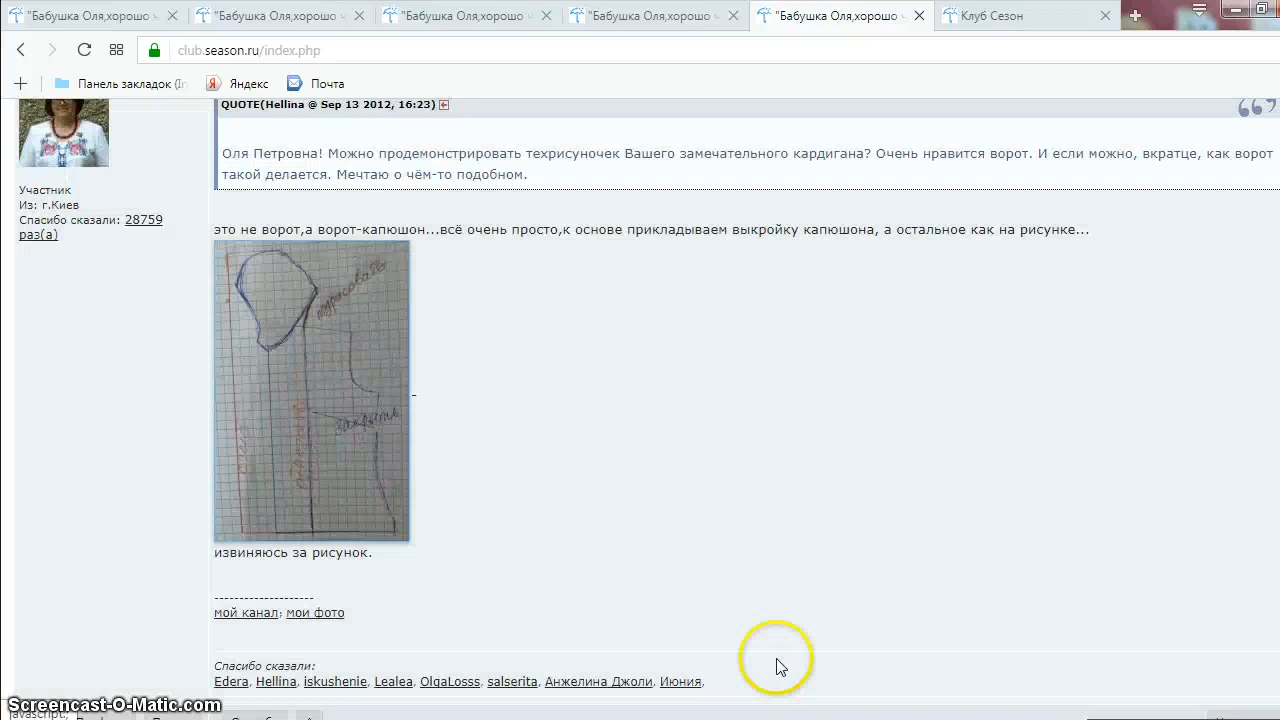 "Бабушка Оля,хорошо
"Бабушка Оля,хорошо
"Бабушка Оля,хорошо
"Бабушка Оля,хорошо
"Бабушка Оля,хорошо
Клуб Сезон
club.season.ru/index.php
Панель закладок
Яндекс
Почта
QUOTE(Hellina @ Sep 13 2012, 16:23)
Оля Петровна! Можно продемонстрировать техрисуночек Вашего замечательного кардигана? Очень нравится ворот. И если можно, вкратце, как ворот
такой делается. Мечтаю о чём-то подобном.
Участник
Из: г.Киев
Спасибо сказали: 28759
раз(а)
это не ворот,а ворот-капюшон...всё очень просто,к основе прикладываем выкройку капюшона, а остальное как на рисунке...
закрыть
извиняюсь за рисунок.
--------------------
мой канал; мои фото
Спасибо сказали:
Edera, Hellina, iskushenie, Lealea, OlgaLosss, salserita, Анжелина Джоли, Июния,
Screencast-O-Matic.com